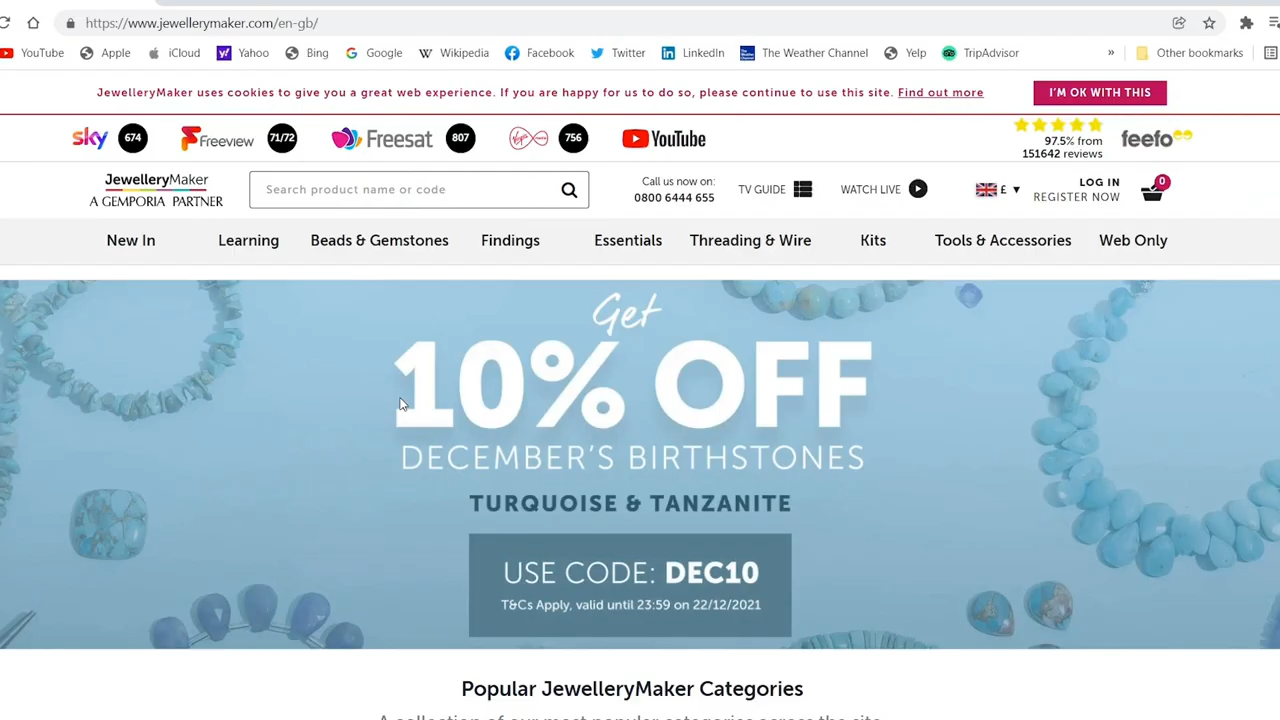 https://www.jewellerymaker.com/en-gb/
YouTube Apple iCloud Yahoo Bing Google Wikipedia Facebook Twitter LinkedIn The Weather Channel Yelp TripAdvisor » Other bookmarks
JewelleryMaker uses cookies to give you a great web experience. If you are happy for us to do so, please continue to use this site. Find out more I'M OK WITH THIS
sky 674 Freeview 71/72 Freesat 807 756 YouTube
97.5% from
151642 reviews
feefo
JewelleryMaker
A GEMPORIA PARTNER
Search product name or code
Call us now on:
0800 6444 655
TV GUIDE WATCH LIVE £ ▼
LOG IN
REGISTER NOW
0
New In Learning Beads & Gemstones Findings Essentials Threading & Wire Kits Tools & Accessories Web Only
Get
10% OFF
DECEMBER'S BIRTHSTONES
TURQUOISE & TANZANITE
USE CODE: DEC10
T&Cs Apply, valid until 23:59 on 22/12/2021
Popular JewelleryMaker Categories
A collection of our most popular categories across the site